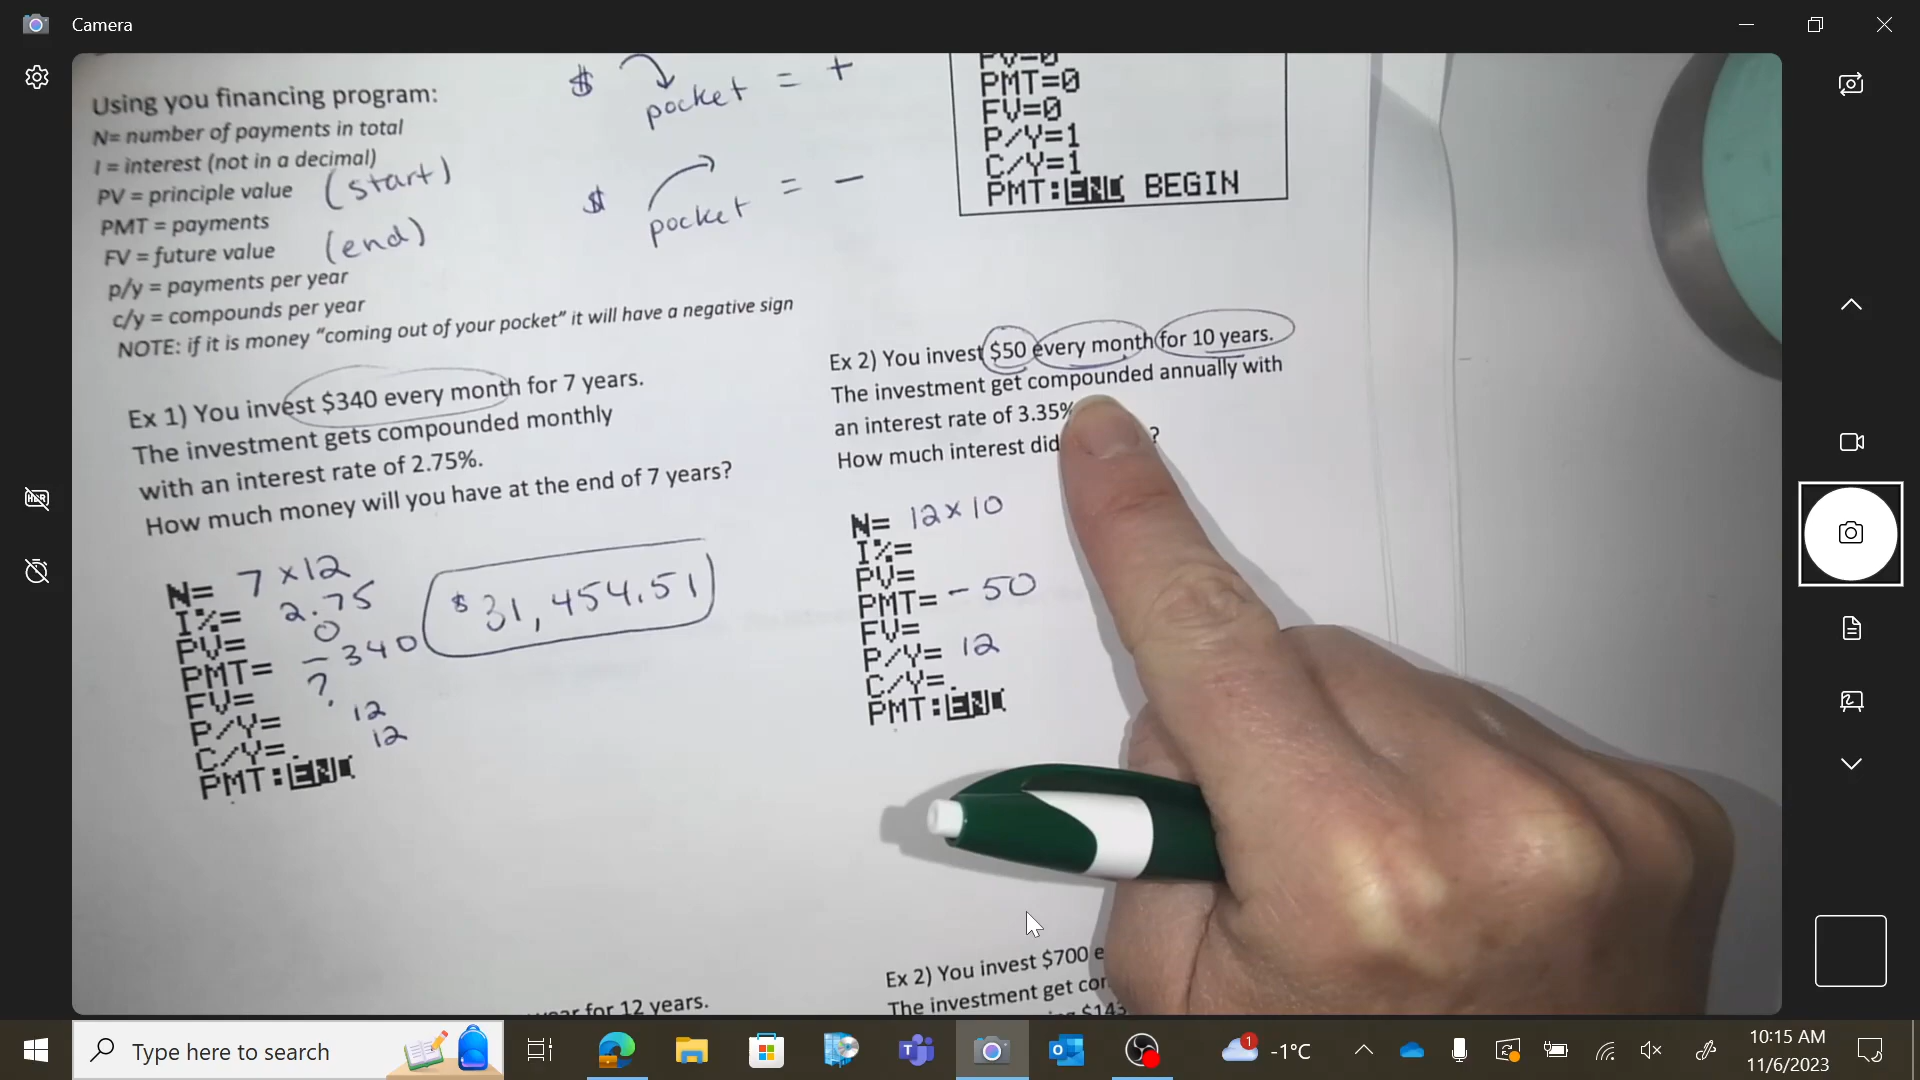 Camera
Using you financing program:
N= number of payments in total
I = interest (not in a decimal)
PV = principle value (start)
PMT = payments
FV = future value (end)
p/y = payments per year
c/y = compounds per year
NOTE: if it is money "coming out of your pocket" it will have a negative sign
$ pocket = +
$ pocket = -
PV=0
PMT=0
FV=0
P/Y=1
C/Y=1
PMT:END BEGIN
Ex 1) You invest $340 every month for 7 years.
The investment gets compounded monthly
with an interest rate of 2.75%.
How much money will you have at the end of 7 years?
N= 7 x 12
I%= 2.75
PV= 0
PMT= - 340
FV= ?
P/Y= 12
C/Y= 12
PMT:END
$31,454.51
Ex 2) You invest $50 every month for 10 years.
The investment get compounded annually with
an interest rate of 3.35%
How much interest did ?
N= 12 x 10
I%=
PV=
PMT= - 50
FV=
P/Y= 12
C/Y=
PMT:END
year for 12 years.
Ex 2) You invest $700 e
The investment get com
$143
Type here to search
1
-1°C
10:15 AM
11/6/2023